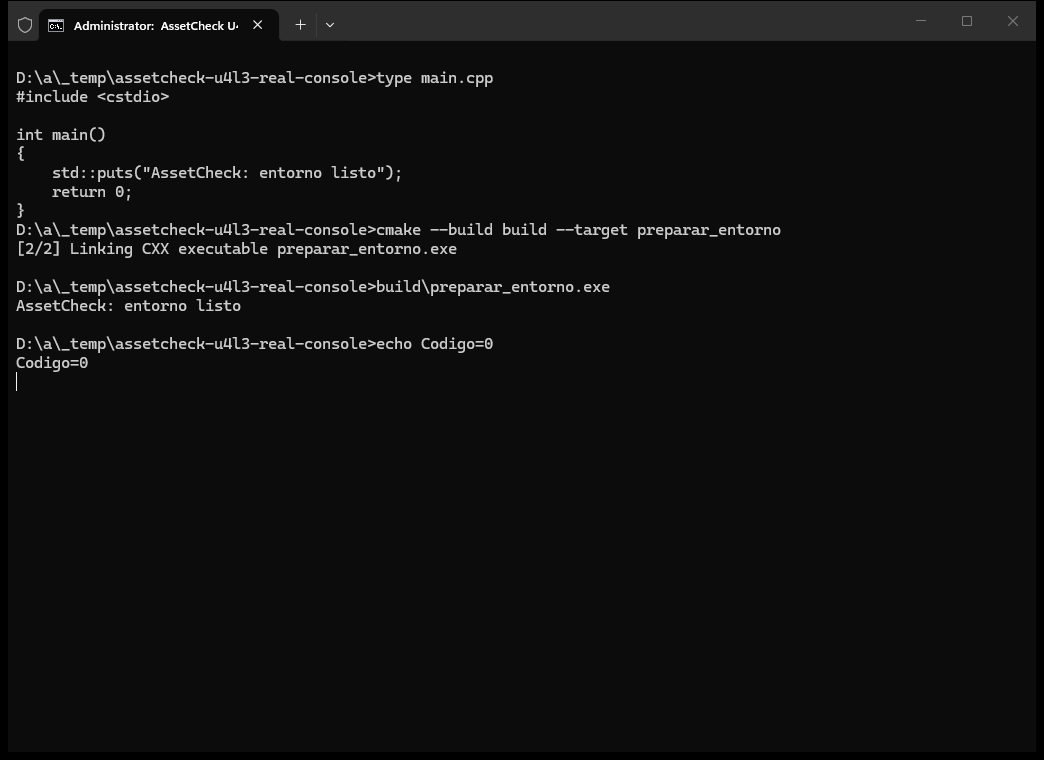 Administrator: AssetCheck U4
D:\a\_temp\assetcheck-u4l3-real-console>type main.cpp
#include <cstdio>
int main()
{
    std::puts("AssetCheck: entorno listo");
    return 0;
}
D:\a\_temp\assetcheck-u4l3-real-console>cmake --build build --target preparar_entorno
[2/2] Linking CXX executable preparar_entorno.exe
D:\a\_temp\assetcheck-u4l3-real-console>build\preparar_entorno.exe
AssetCheck: entorno listo
D:\a\_temp\assetcheck-u4l3-real-console>echo Codigo=0
Codigo=0